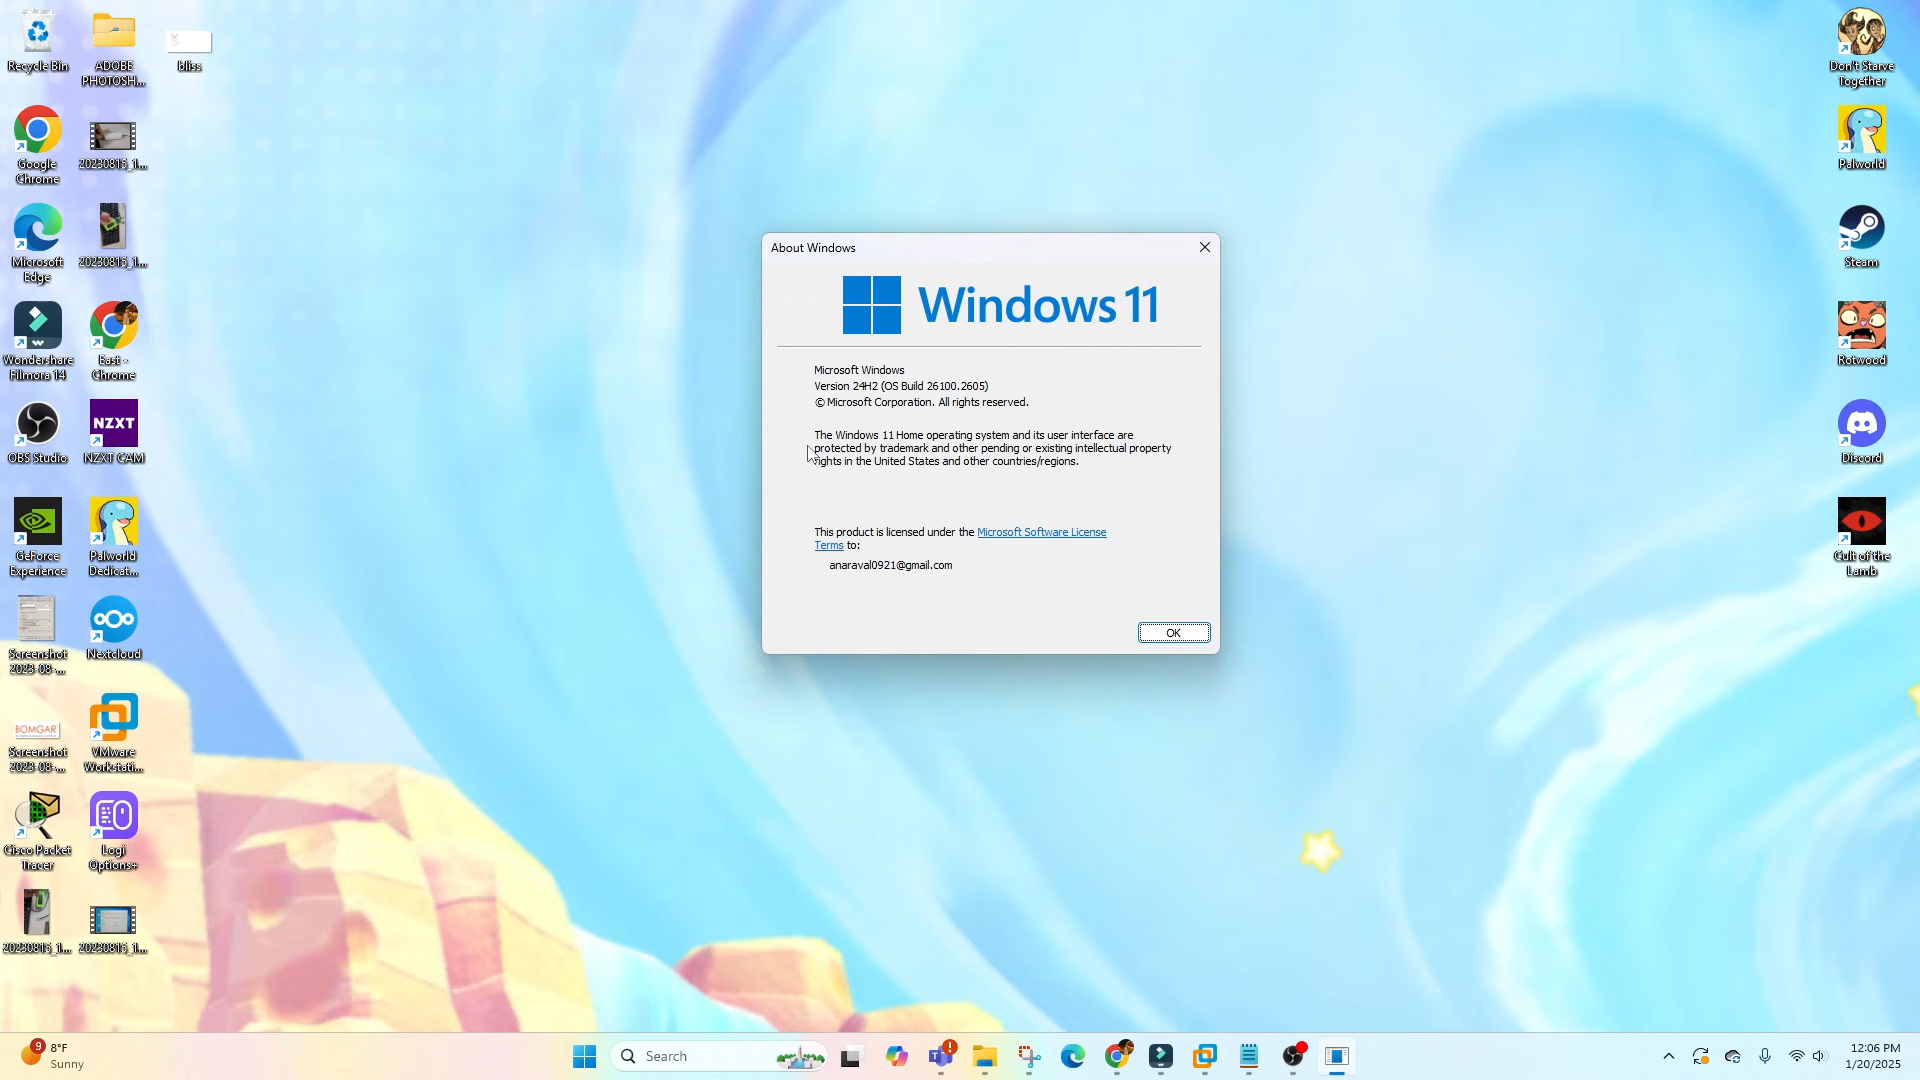 Recycle Bin
ADOBE
PHOTOSH...
bliss
Google
Chrome
20230815_1...
Microsoft
Edge
20230815_1...
Wondershare
Filmora 14
East -
Chrome
OBS Studio
NZXT
NZXT CAM
GeForce
Experience
Palworld
Dedicat...
Screenshot
2023-08-...
Nextcloud
BOMGAR
Screenshot
2023-08-...
VMware
Workstati...
Cisco Packet
Tracer
Logi
Options+
20230815_1...
20230815_1...
About Windows
Windows 11
Microsoft Windows
Version 24H2 (OS Build 26100.2605)
© Microsoft Corporation. All rights reserved.
The Windows 11 Home operating system and its user interface are
protected by trademark and other pending or existing intellectual property
rights in the United States and other countries/regions.
This product is licensed under the Microsoft Software License
Terms to:
anaraval0921@gmail.com
OK
Don't Starve
Together
Palworld
Steam
Rotwood
Discord
Cult of the
Lamb
9
8°F
Sunny
Search
12:06 PM
1/20/2025